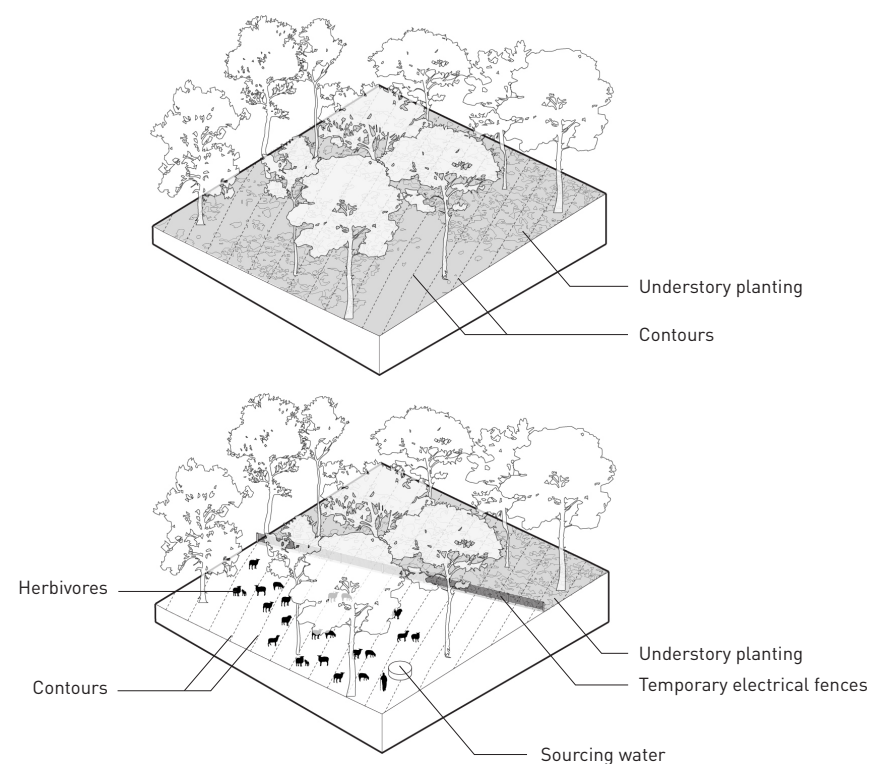 Understory planting
Contours
Herbivores
Contours
Understory planting
Temporary electrical fences
Sourcing water